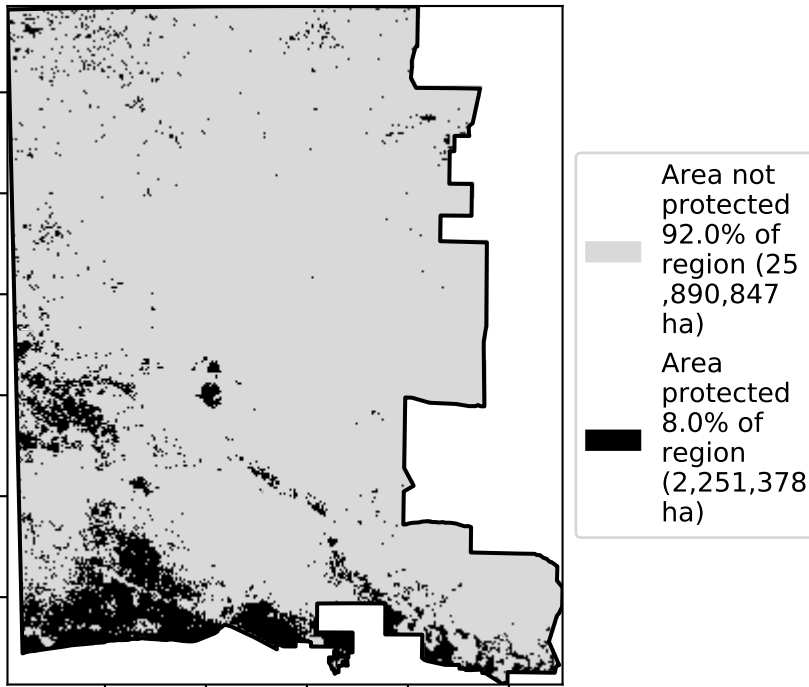 Area not
protected
92.0% of
region (25
,890,847
ha)
Area
protected
8.0% of
region
(2,251,378
ha)